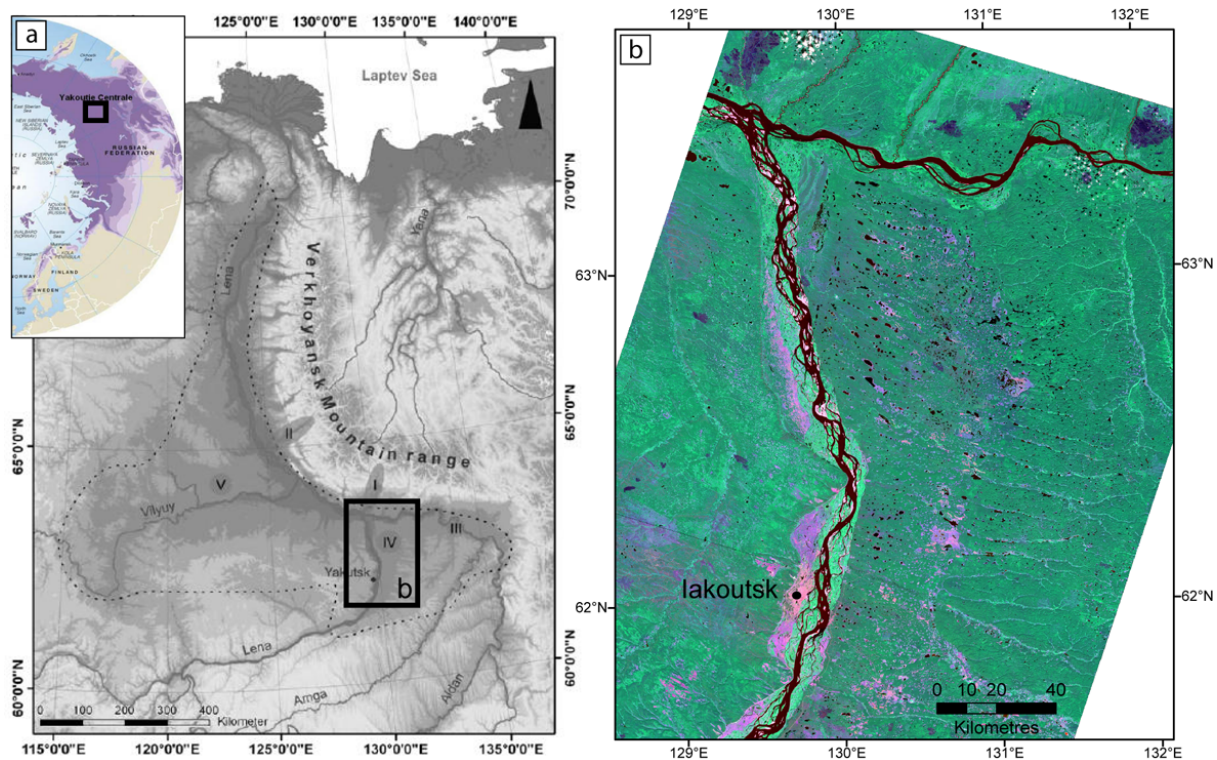 a
Yakoutie Centrale
RUSSIAN
FEDERATION
NORWAY
SWEDEN
FINLAND
125°0'0"E
130°0'0"E
135°0'0"E
140°0'0"E
Laptev Sea
70°0'0"N
65°0'0"N
60°0'0"N
65°0'0"N
60°0'0"N
Lena
Yana
Verkhoyansk Mountain range
II
I
V
Vilyuy
III
IV
Yakutsk
b
Lena
Amga
Aldan
0 100 200 300 400
Kilometer
115°0'0"E
120°0'0"E
125°0'0"E
130°0'0"E
135°0'0"E
b
129°E
130°E
131°E
132°E
63°N
63°N
Iakoutsk
62°N
62°N
0 10 20 40
Kilometres
129°E
130°E
131°E
132°E